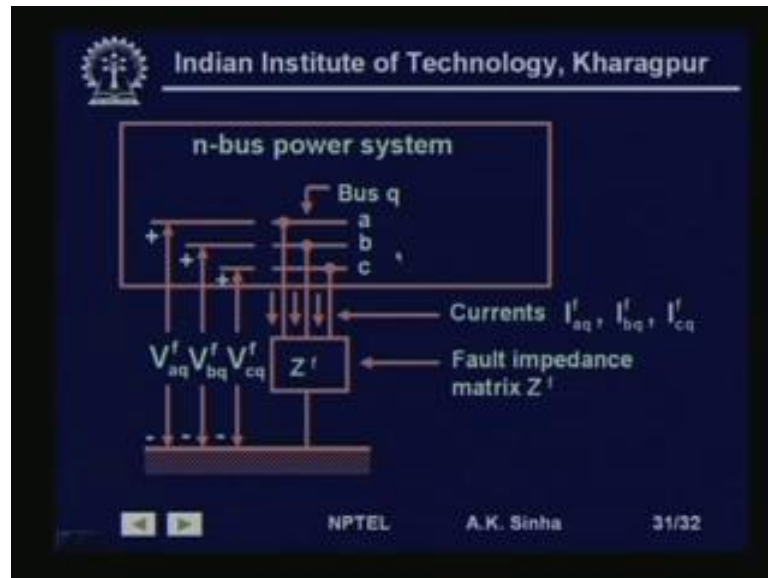 Indian Institute of Technology, Kharagpur
n-bus power system
Bus q
a
b
c
+
+
+
Currents I^f_aq, I^f_bq, I^f_cq
V^f_aq V^f_bq V^f_cq
Z^f
Fault impedance
matrix Z^f
- - -
NPTEL A.K. Sinha 31/32